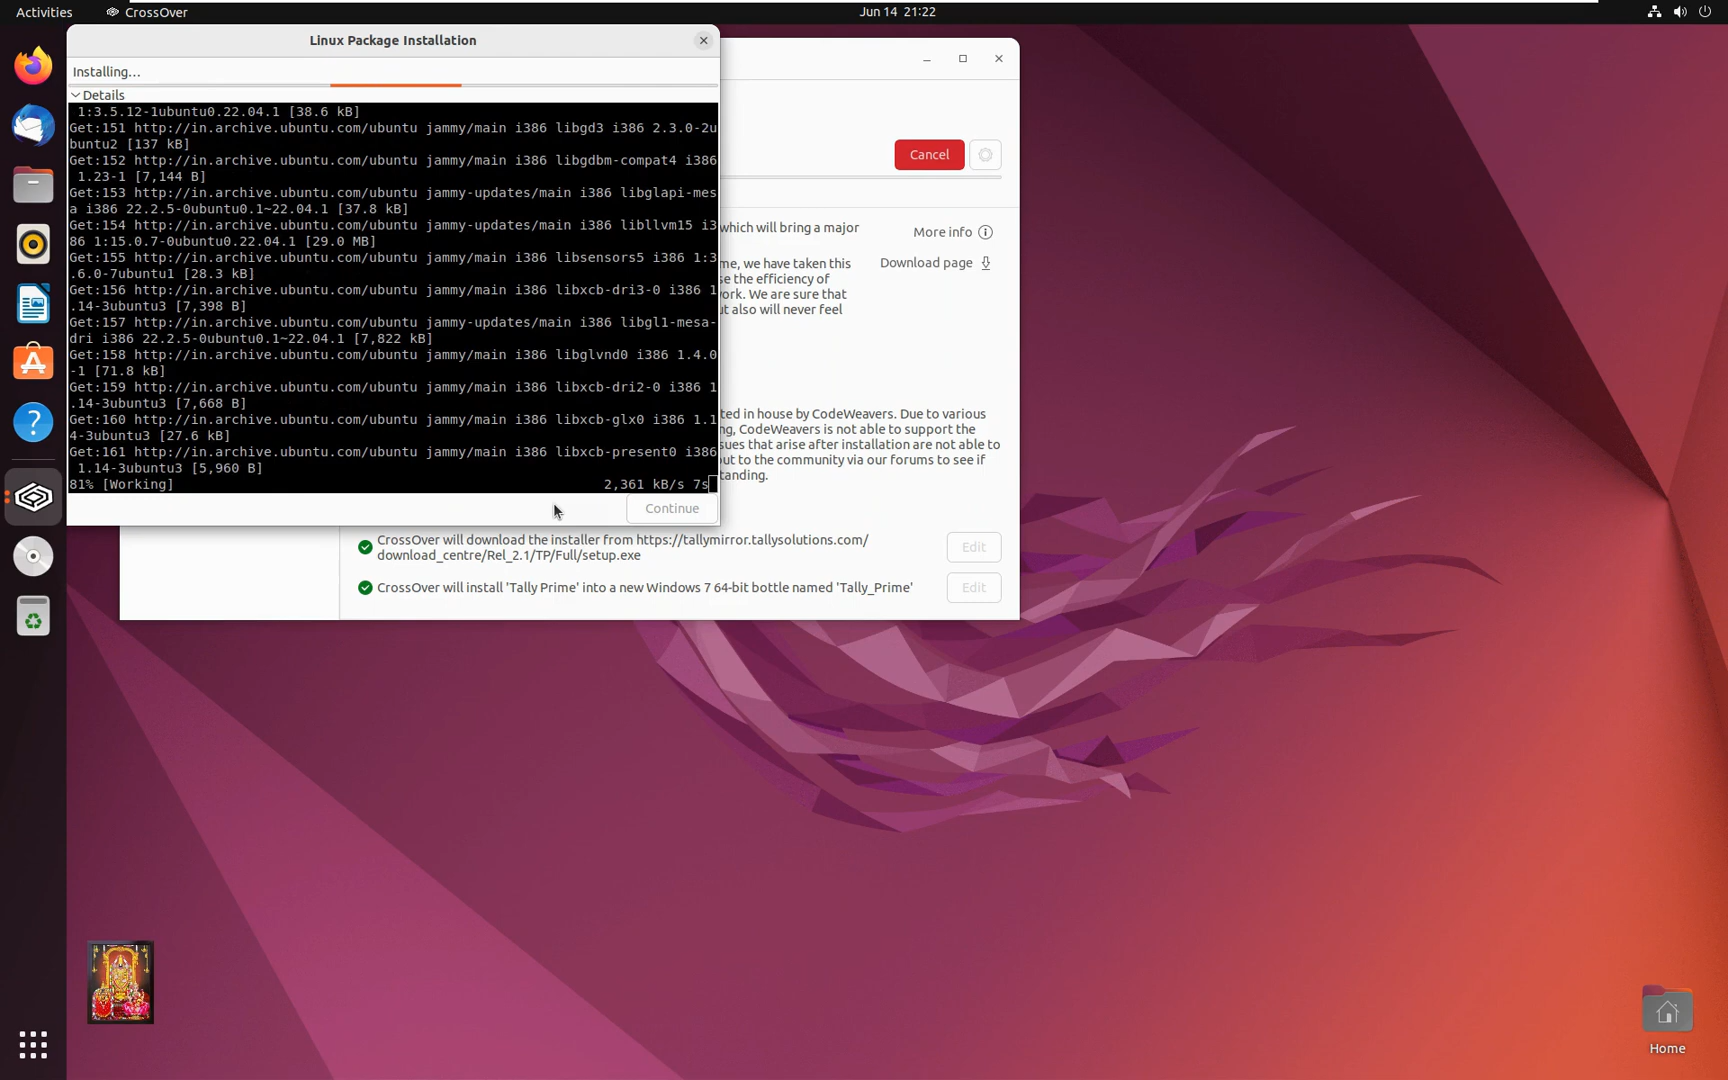 Activities
CrossOver
Jun 14 21:22
Linux Package Installation
Installing…
Details
1:3.5.12-1ubuntu0.22.04.1 [38.6 kB]
Get:151 http://in.archive.ubuntu.com/ubuntu jammy/main i386 libgd3 i386 2.3.0-2u
buntu2 [137 kB]
Get:152 http://in.archive.ubuntu.com/ubuntu jammy/main i386 libgdbm-compat4 i386
1.23-1 [7,144 B]
Get:153 http://in.archive.ubuntu.com/ubuntu jammy-updates/main i386 libglapi-mes
a i386 22.2.5-0ubuntu0.1~22.04.1 [37.8 kB]
Get:154 http://in.archive.ubuntu.com/ubuntu jammy-updates/main i386 libllvm15 i3
86 1:15.0.7-0ubuntu0.22.04.1 [29.0 MB]
Get:155 http://in.archive.ubuntu.com/ubuntu jammy/main i386 libsensors5 i386 1:3
.6.0-7ubuntu1 [28.3 kB]
Get:156 http://in.archive.ubuntu.com/ubuntu jammy/main i386 libxcb-dri3-0 i386 1
.14-3ubuntu3 [7,398 B]
Get:157 http://in.archive.ubuntu.com/ubuntu jammy-updates/main i386 libgl1-mesa-
dri i386 22.2.5-0ubuntu0.1~22.04.1 [7,822 kB]
Get:158 http://in.archive.ubuntu.com/ubuntu jammy/main i386 libglvnd0 i386 1.4.0
-1 [71.8 kB]
Get:159 http://in.archive.ubuntu.com/ubuntu jammy/main i386 libxcb-dri2-0 i386 1
.14-3ubuntu3 [7,668 B]
Get:160 http://in.archive.ubuntu.com/ubuntu jammy/main i386 libxcb-glx0 i386 1.1
4-3ubuntu3 [27.6 kB]
Get:161 http://in.archive.ubuntu.com/ubuntu jammy/main i386 libxcb-present0 i386
1.14-3ubuntu3 [5,960 B]
81% [Working] 2,361 kB/s 7s
Continue
Cancel
which will bring a major
me, we have taken this
se the efficiency of
ork. We are sure that
ut also will never feel
More info
Download page
ted in house by CodeWeavers. Due to various
ng, CodeWeavers is not able to support the
sues that arise after installation are not able to
out to the community via our forums to see if
tanding.
CrossOver will download the installer from https://tallymirror.tallysolutions.com/
download_centre/Rel_2.1/TP/Full/setup.exe
Edit
CrossOver will install 'Tally Prime' into a new Windows 7 64-bit bottle named 'Tally_Prime'
Edit
Home